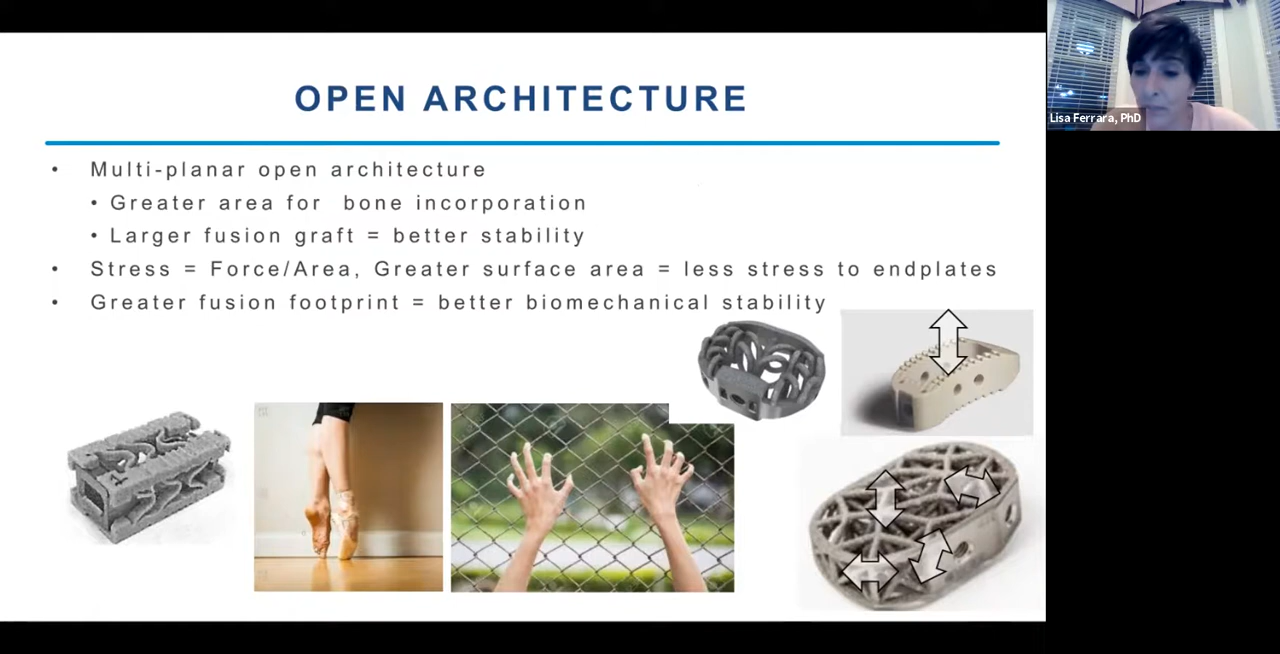 OPEN ARCHITECTURE
• Multi-planar open architecture
• Greater area for bone incorporation
• Larger fusion graft = better stability
• Stress = Force/Area, Greater surface area = less stress to endplates
• Greater fusion footprint = better biomechanical stability
Lisa Ferrara, PhD